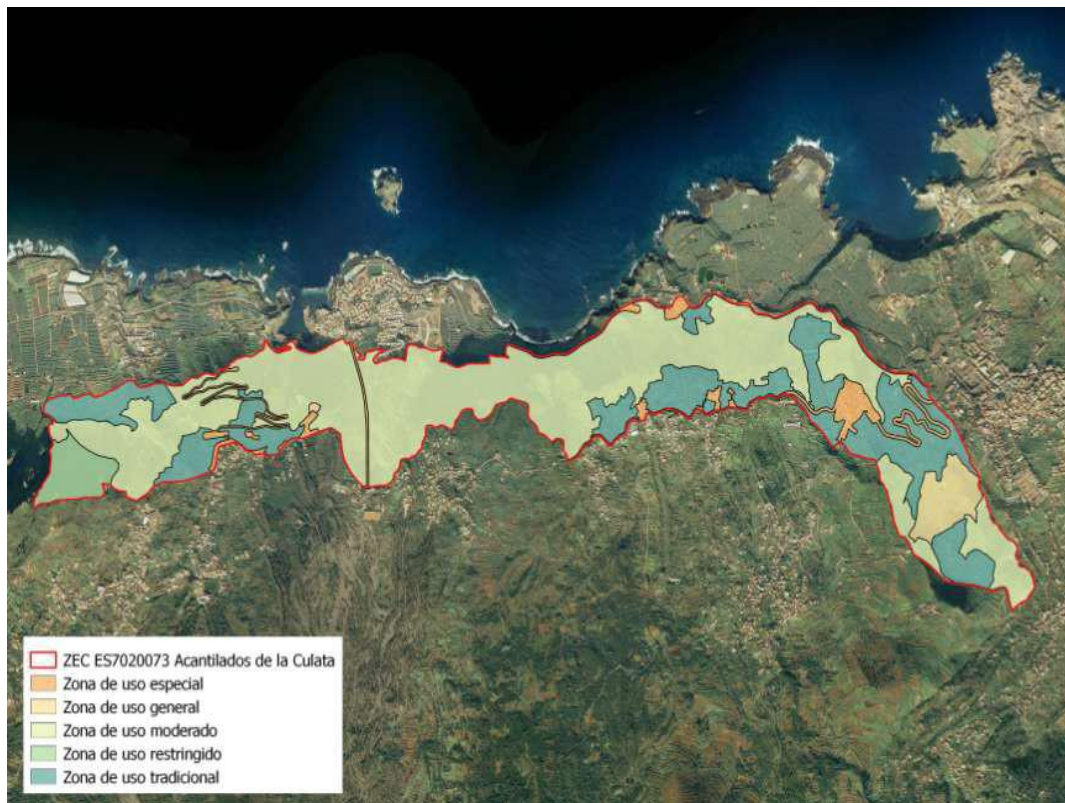 ZEC ES7020073 Acantilados de la Culata
Zona de uso especial
Zona de uso general
Zona de uso moderado
Zona de uso restringido
Zona de uso tradicional